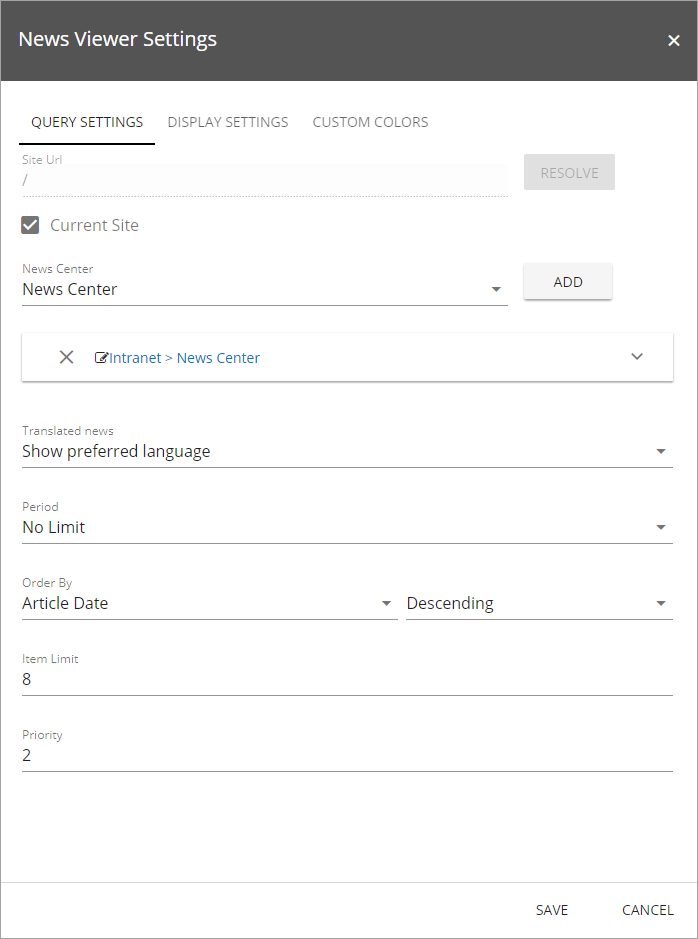 News Viewer Settings
QUERY SETTINGS DISPLAY SETTINGS CUSTOM COLORS
Site Url
/
RESOLVE
Current Site
News Center
News Center
ADD
Intranet > News Center
Translated news
Show preferred language
Period
No Limit
Order By
Article Date Descending
Item Limit
8
Priority
2
SAVE CANCEL